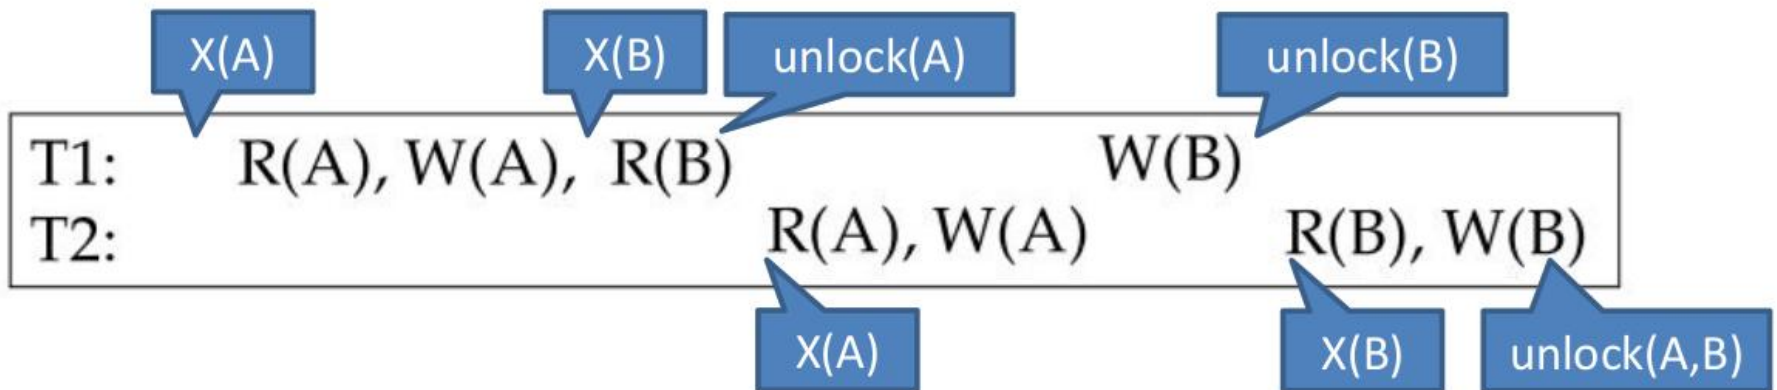 X(A) X(B) unlock(A) unlock(B)
T1: R(A), W(A), R(B) W(B)
T2: R(A), W(A) R(B), W(B)
X(A) X(B) unlock(A,B)